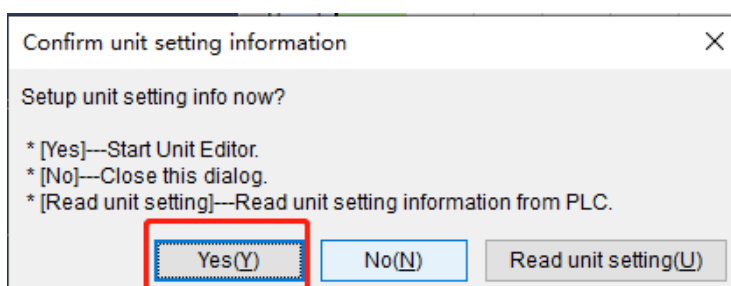 Confirm unit setting information
Setup unit setting info now?
* [Yes]---Start Unit Editor.
* [No]---Close this dialog.
* [Read unit setting]---Read unit setting information from PLC.
Yes(Y) No(N) Read unit setting(U)